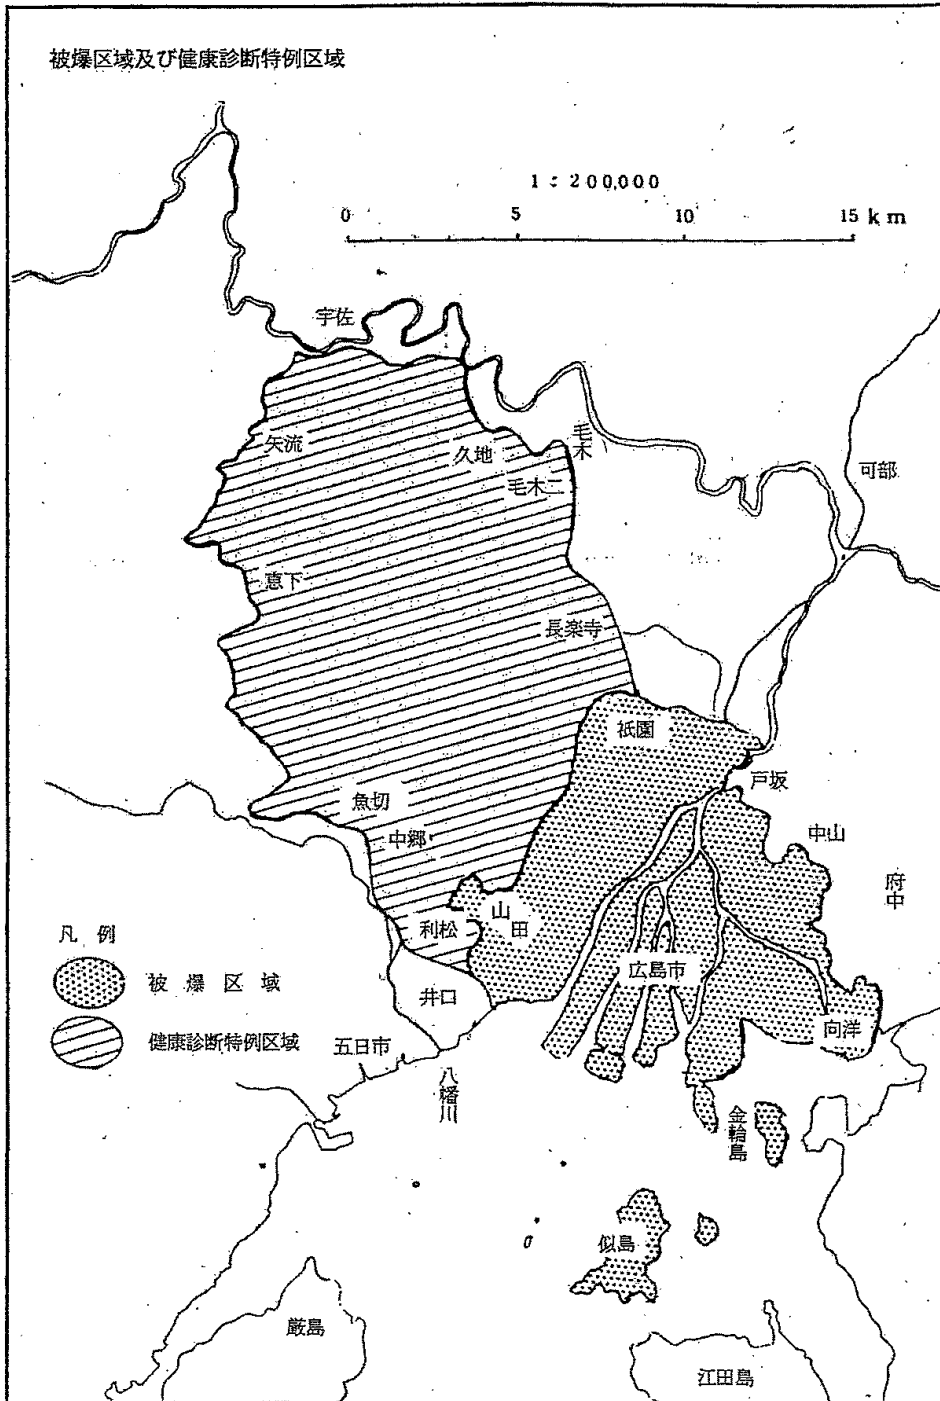 被爆区域及び健康診断特例区域
1：200,000
0 5 10 15 km
宇佐
矢流
久地
毛木
毛木二
可部
恵下
長楽寺
祇園
戸坂
魚切
中郷
中山
府中
利松
山田
広島市
井口
向洋
五日市
八幡川
金輪島
似島
厳島
江田島
凡例
被爆区域
健康診断特例区域